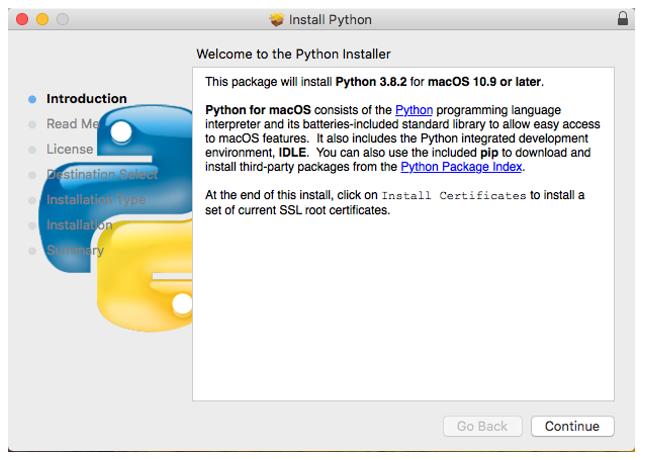 Install Python
Welcome to the Python Installer
Introduction
Read Me
License
Destination Select
Installation Type
Installation
Summary
This package will install Python 3.8.2 for macOS 10.9 or later.
Python for macOS consists of the Python programming language
interpreter and its batteries-included standard library to allow easy access
to macOS features. It also includes the Python integrated development
environment, IDLE. You can also use the included pip to download and
install third-party packages from the Python Package Index.
At the end of this install, click on Install Certificates to install a
set of current SSL root certificates.
Go Back
Continue